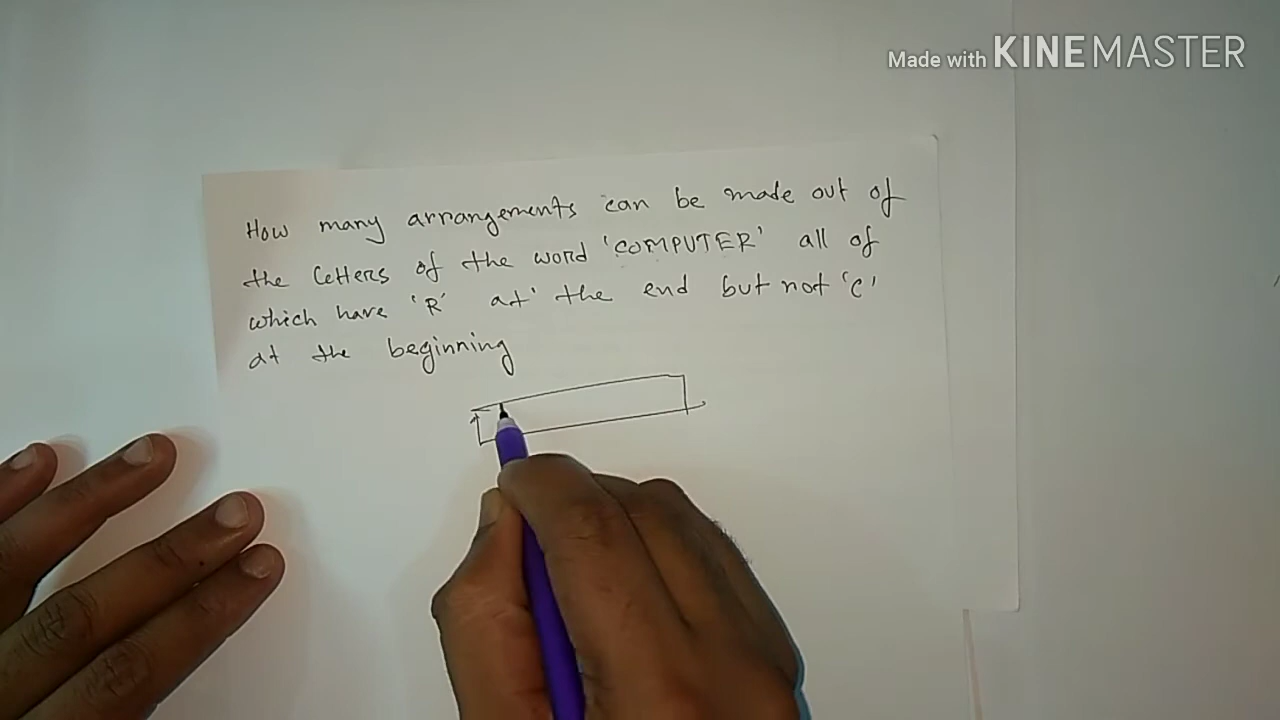 Made with KINEMASTER
How many arrangements can be made out of
the letters of the word 'COMPUTER' all of
which have 'R' at the end but not 'C'
at the beginning